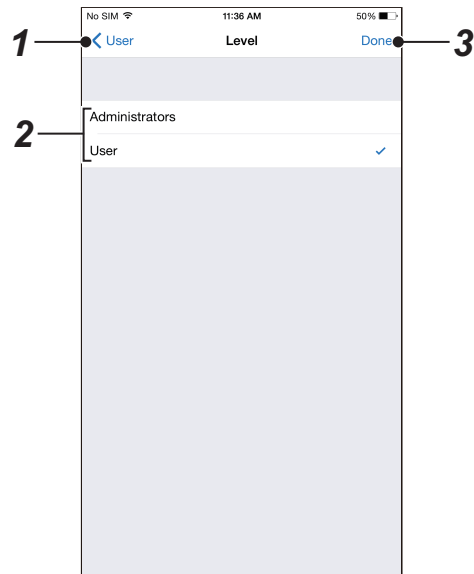 No SIM 11:36 AM 50%
1 User Level Done 3
Administrators
2
User